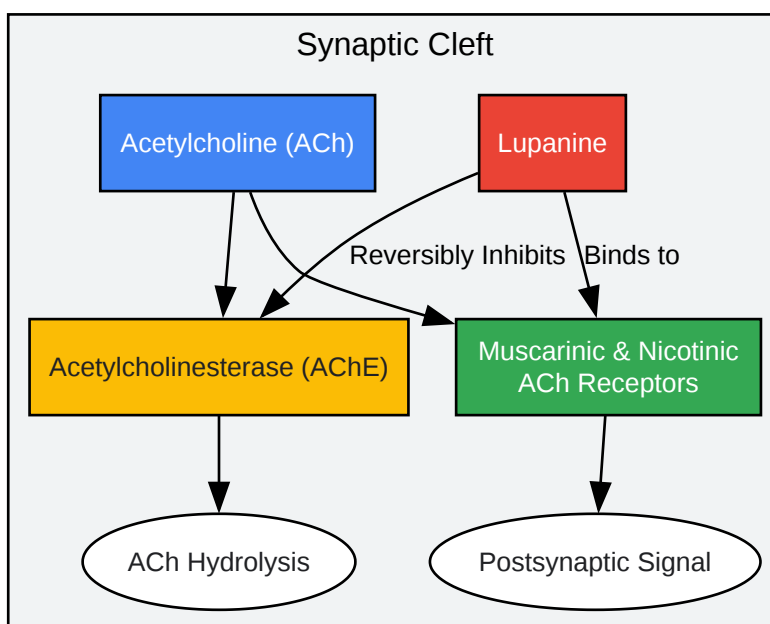 Synaptic Cleft
Acetylcholine (ACh)
Lupanine
Reversibly Inhibits
Binds to
Acetylcholinesterase (AChE)
Muscarinic & Nicotinic
ACh Receptors
ACh Hydrolysis
Postsynaptic Signal